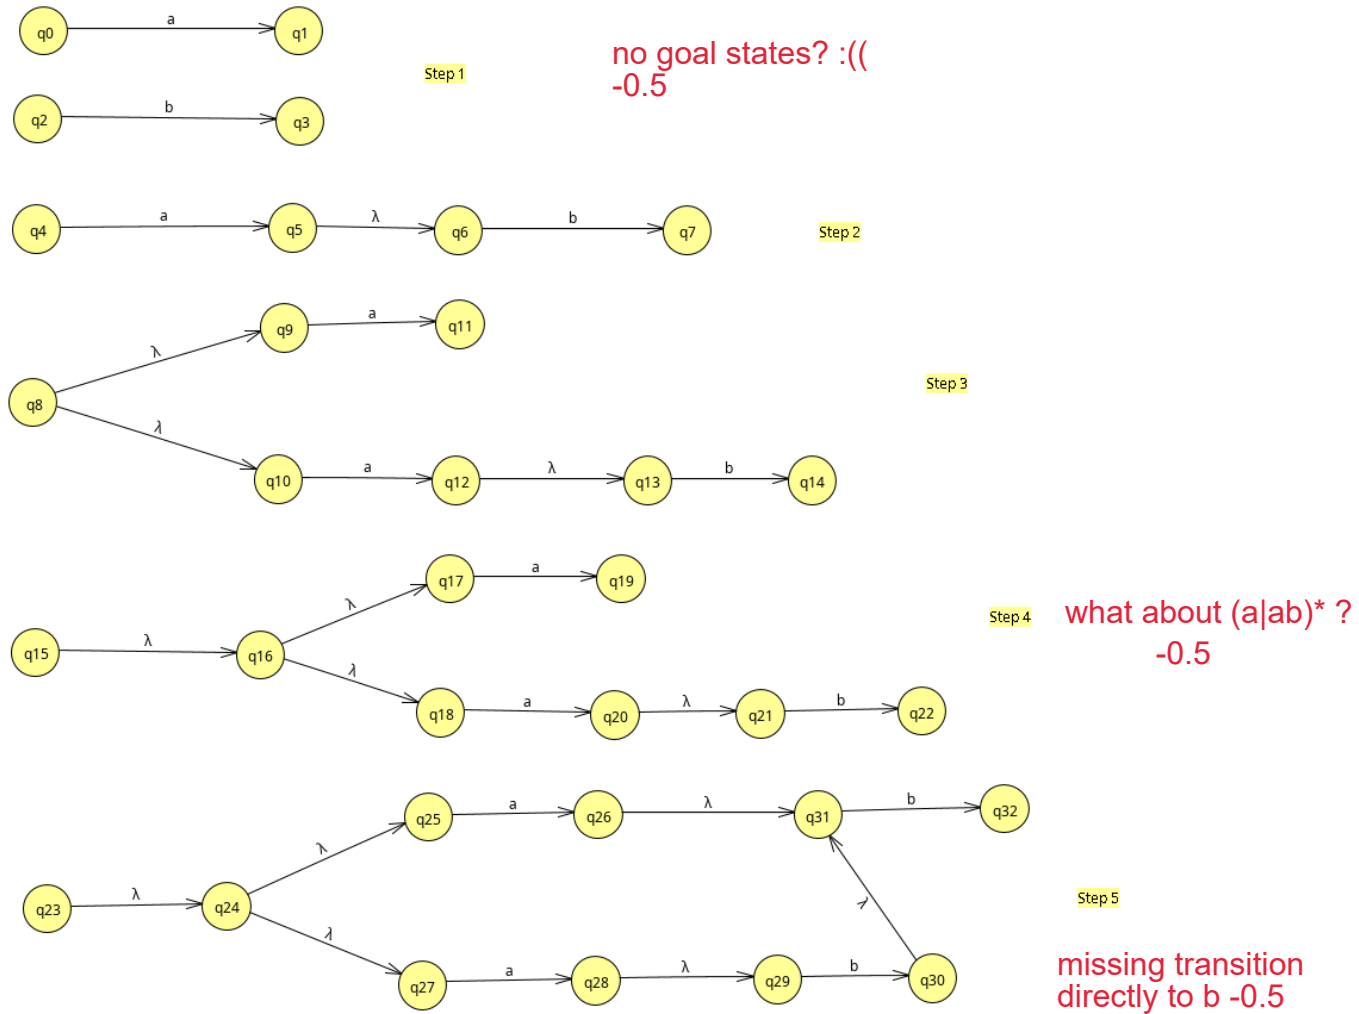 q0 a q1
no goal states? :((
Step 1
-0.5
q2 b q3
q4 a q5 λ q6 b q7
Step 2
q9 a q11
λ
Step 3
q8
λ
q10 a q12 λ q13 b q14
q17 a q19
λ
Step 4 what about (a|ab)* ?
q15 λ q16
-0.5
λ
q18 a q20 λ q21 b q22
q25 a q26 λ q31 b q32
λ
q23 λ q24
λ
Step 5
λ
q27 a q28 λ q29 b q30
missing transition
directly to b -0.5